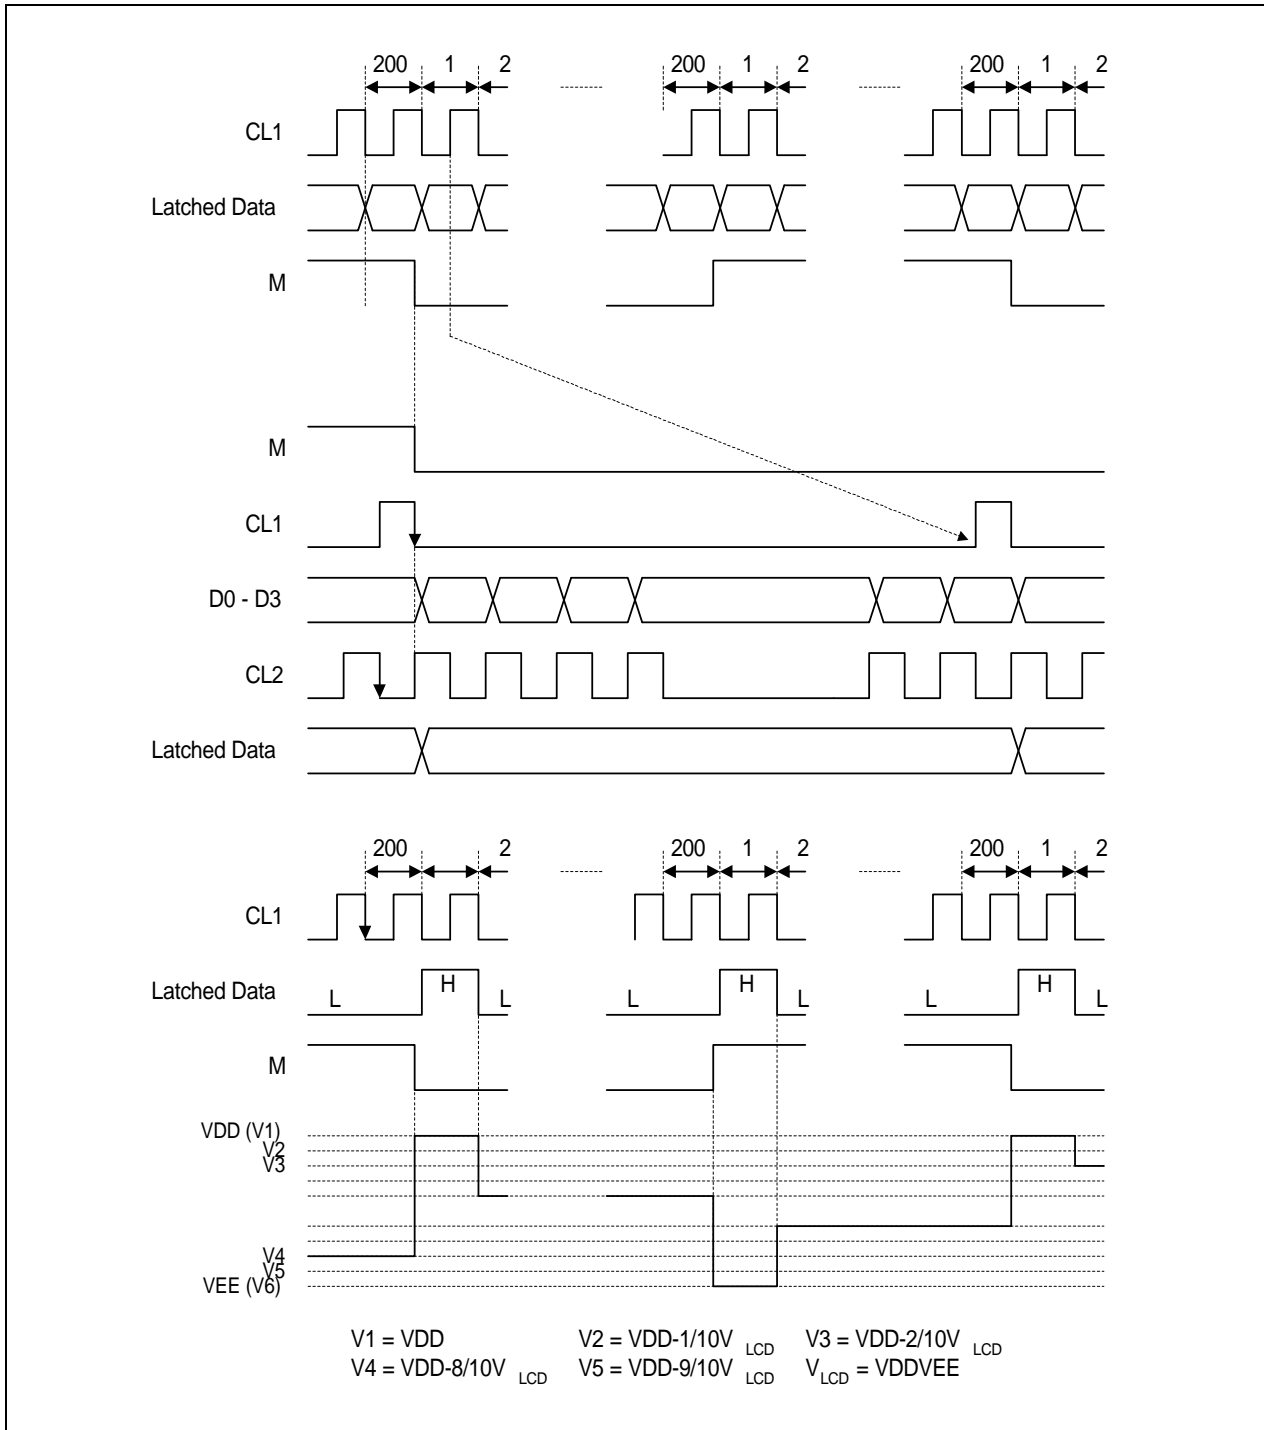 200 1 2 200 1 2 200 1 2
CL1
Latched Data
M
M
CL1
D0 - D3
CL2
Latched Data
200 2 200 1 2 200 1 2
CL1
Latched Data L H L L H L L H L
M
VDD (V1)
V2
V3
V4
V5
VEE (V6)
V1 = VDD V2 = VDD-1/10V LCD V3 = VDD-2/10V LCD
V4 = VDD-8/10V LCD V5 = VDD-9/10V LCD VLCD = VDDVEE